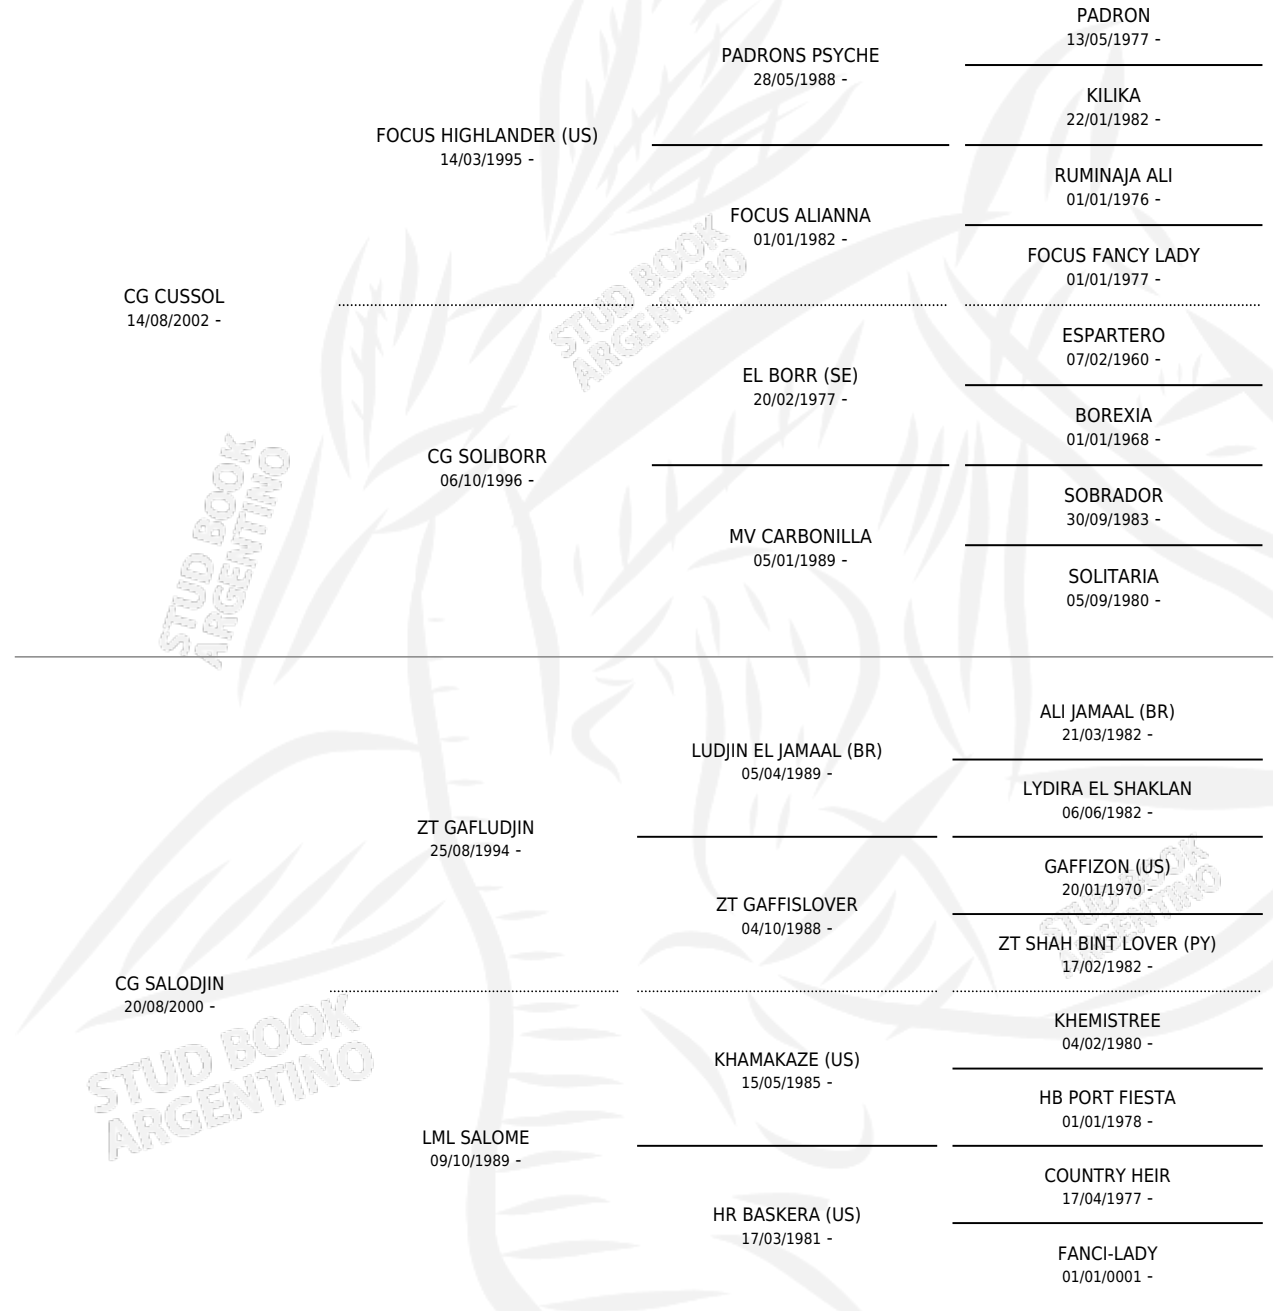 PADRON
13/05/1977 -
PADRONS PSYCHE
28/05/1988 -
KILIKA
22/01/1982 -
FOCUS HIGHLANDER (US)
14/03/1995 -
RUMINAJA ALI
01/01/1976 -
FOCUS ALIANNA
01/01/1982 -
FOCUS FANCY LADY
01/01/1977 -
CG CUSSOL
14/08/2002 -
ESPARTERO
07/02/1960 -
EL BORR (SE)
20/02/1977 -
BOREXIA
01/01/1968 -
CG SOLIBORR
06/10/1996 -
SOBRADOR
30/09/1983 -
MV CARBONILLA
05/01/1989 -
SOLITARIA
05/09/1980 -
STUD BOOK
ARGENTINO
STUD BOOK
ARGENTINO
ALI JAMAAL (BR)
21/03/1982 -
LUDJIN EL JAMAAL (BR)
05/04/1989 -
LYDIRA EL SHAKLAN
06/06/1982 -
ZT GAFLUDJIN
25/08/1994 -
GAFFIZON (US)
20/01/1970 -
ZT GAFFISLOVER
04/10/1988 -
ZT SHAH BINT LOVER (PY)
17/02/1982 -
CG SALODJIN
20/08/2000 -
KHEMISTREE
04/02/1980 -
KHAMAKAZE (US)
15/05/1985 -
HB PORT FIESTA
01/01/1978 -
LML SALOME
09/10/1989 -
COUNTRY HEIR
17/04/1977 -
HR BASKERA (US)
17/03/1981 -
FANCI-LADY
01/01/0001 -
STUD BOOK
ARGENTINO
STUD BOOK
ARGENTINO